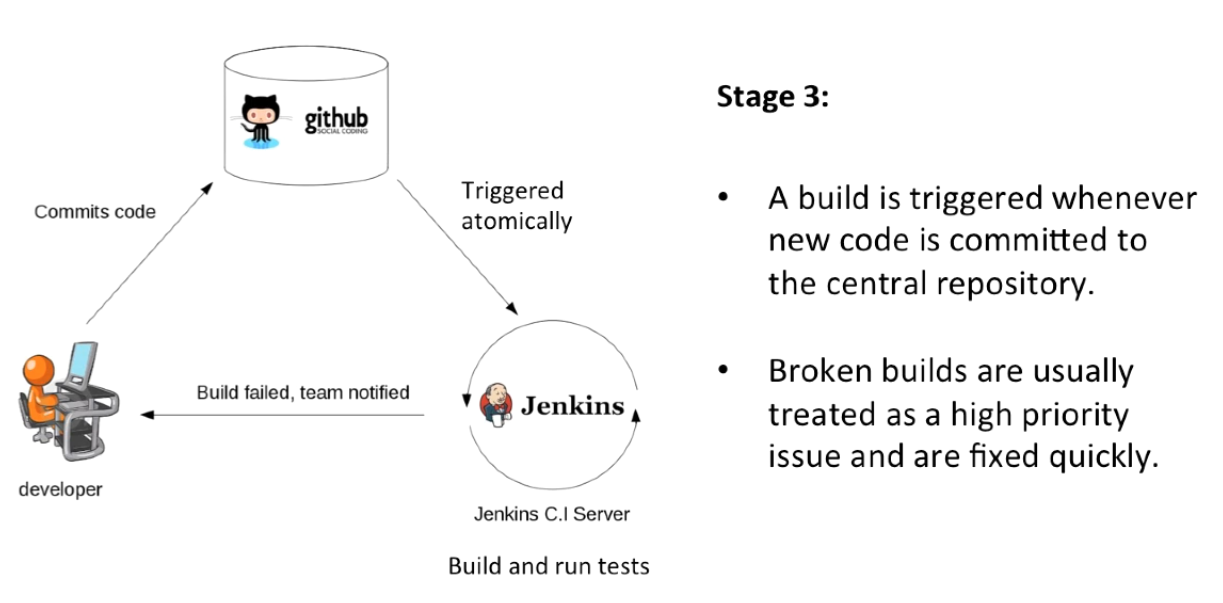 github
SOCIAL CODING
Commits code
Triggered
atomically
Build failed, team notified
Jenkins
developer
Jenkins C.I Server
Build and run tests
Stage 3:
• A build is triggered whenever
new code is committed to
the central repository.
• Broken builds are usually
treated as a high priority
issue and are fixed quickly.